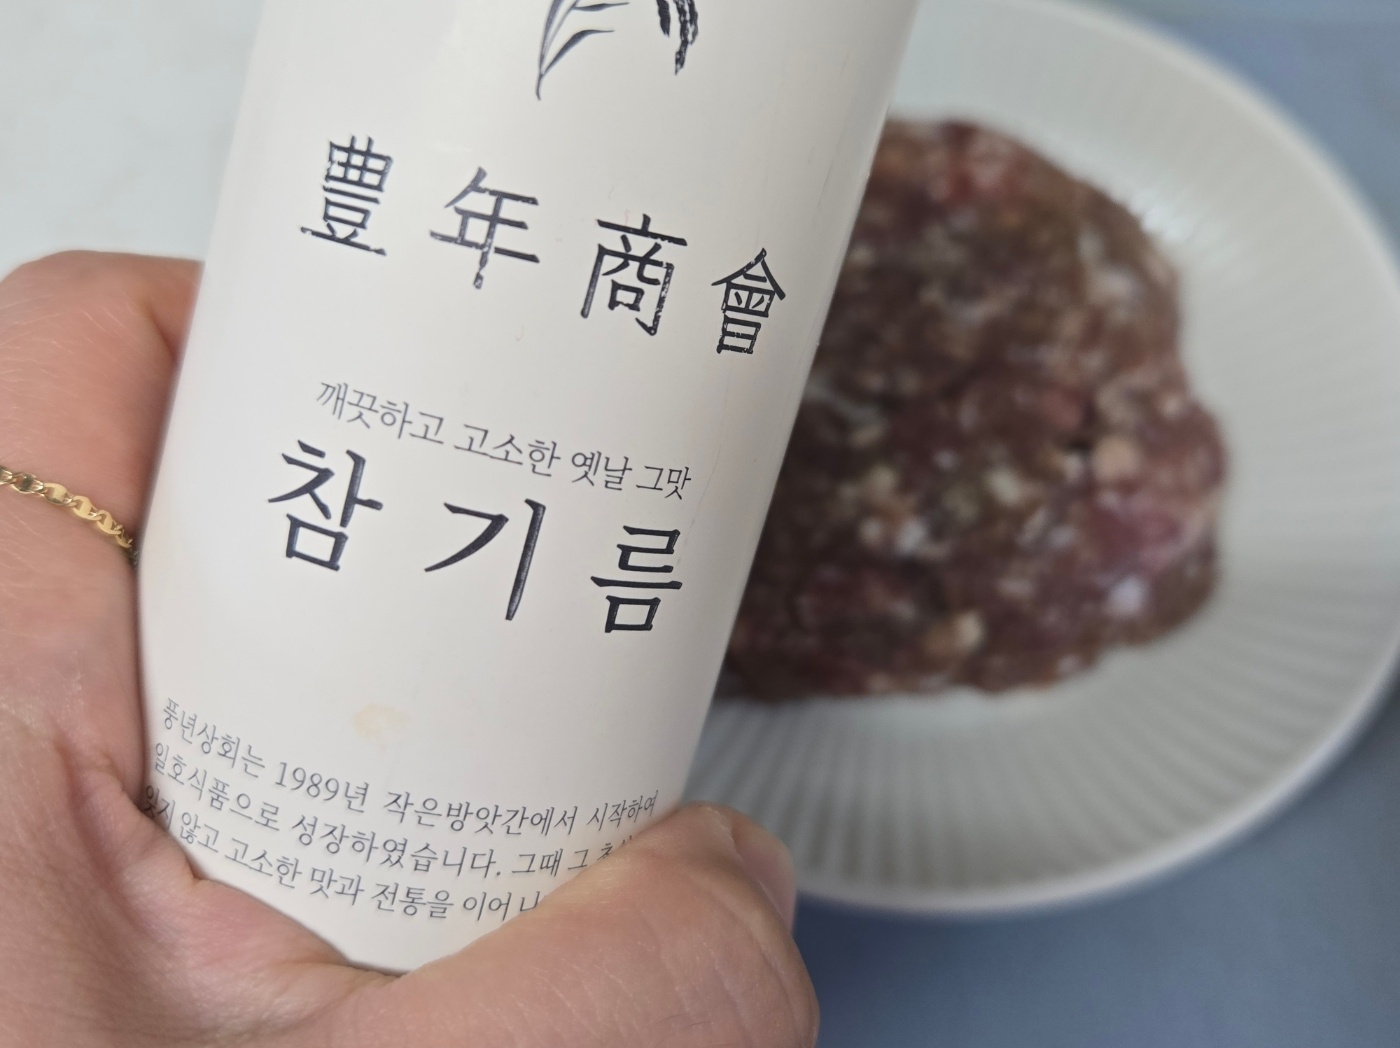 豊年商會
깨끗하고 고소한 옛날 그맛
참기름
풍년상회는 1989년 작은방앗간에서 시작하여
일호식품으로 성장하였습니다. 그때 그
잊지 않고 고소한 맛과 전통을 이어